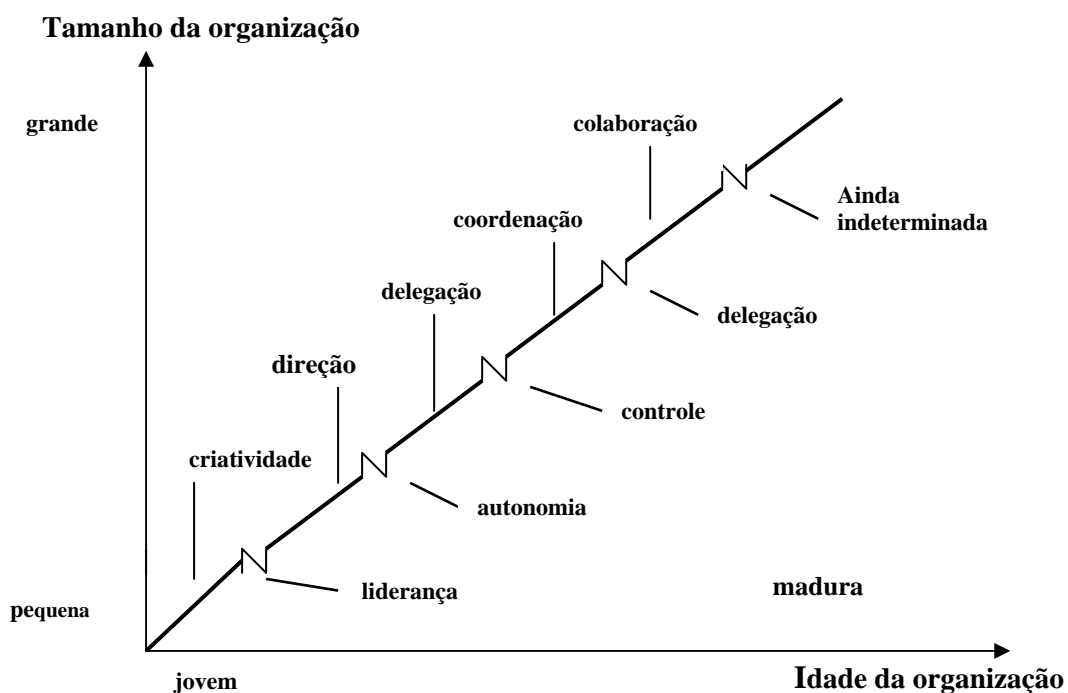 Tamanho da organização
grande
colaboração
Ainda
indeterminada
coordenação
delegação
delegação
direção
controle
criatividade
autonomia
madura
liderança
pequena
jovem
Idade da organização